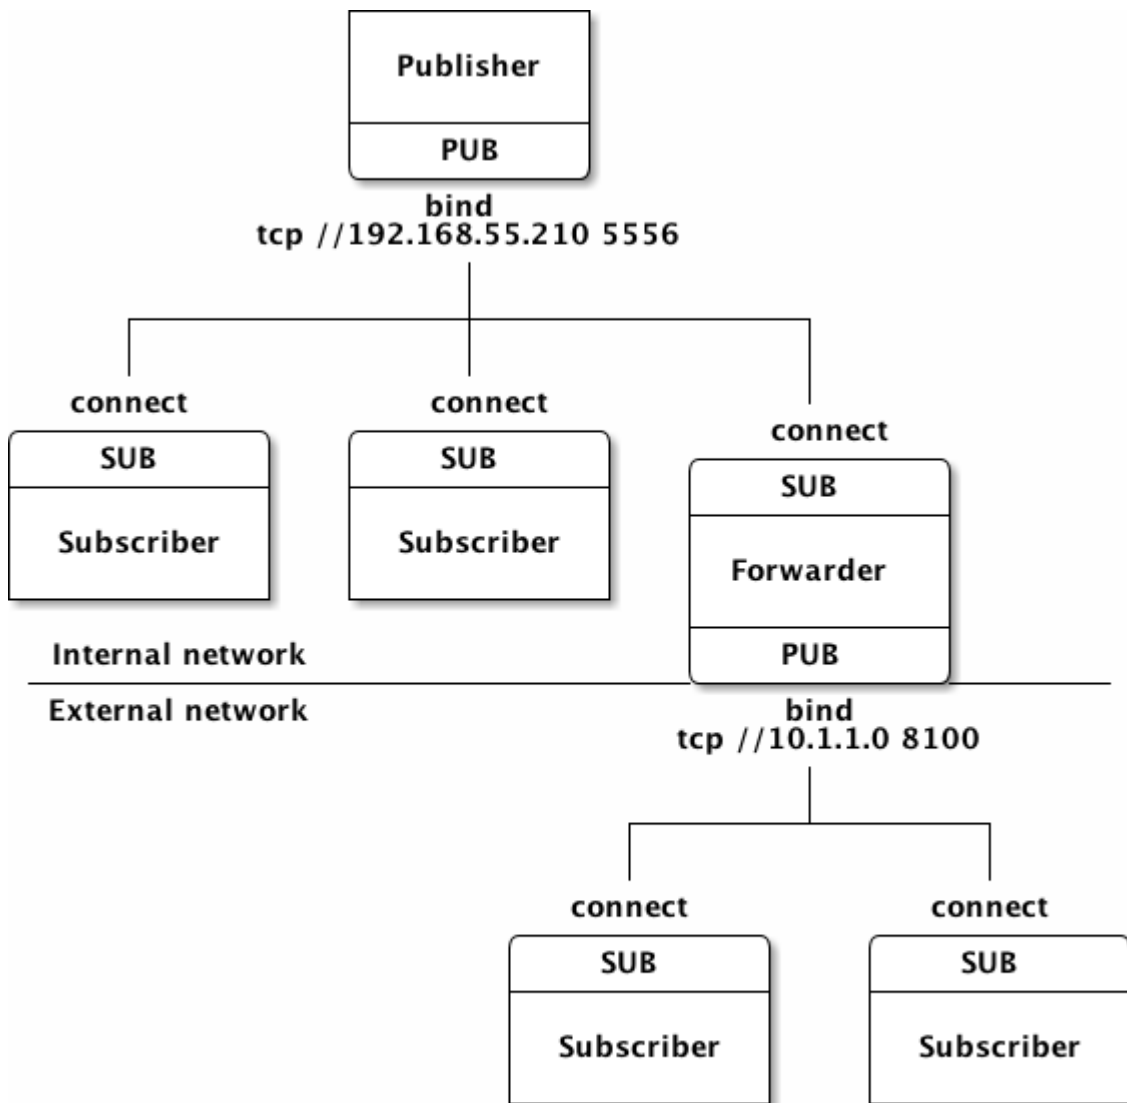 Publisher
PUB
bind
tcp //192.168.55.210 5556
connect
connect
connect
SUB
SUB
SUB
Subscriber
Subscriber
Forwarder
Internal network
PUB
External network
bind
tcp //10.1.1.0 8100
connect
connect
SUB
SUB
Subscriber
Subscriber